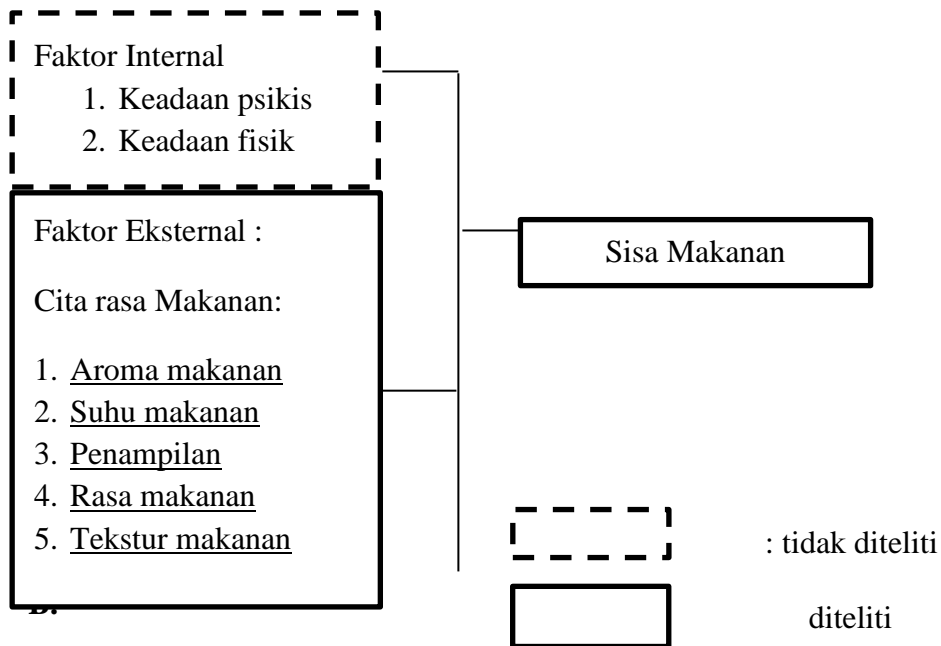 Faktor Internal
1. Keadaan psikis
2. Keadaan fisik
Faktor Eksternal :
Cita rasa Makanan:
1. Aroma makanan
2. Suhu makanan
3. Penampilan
4. Rasa makanan
5. Tekstur makanan
Sisa Makanan
: tidak diteliti
diteliti